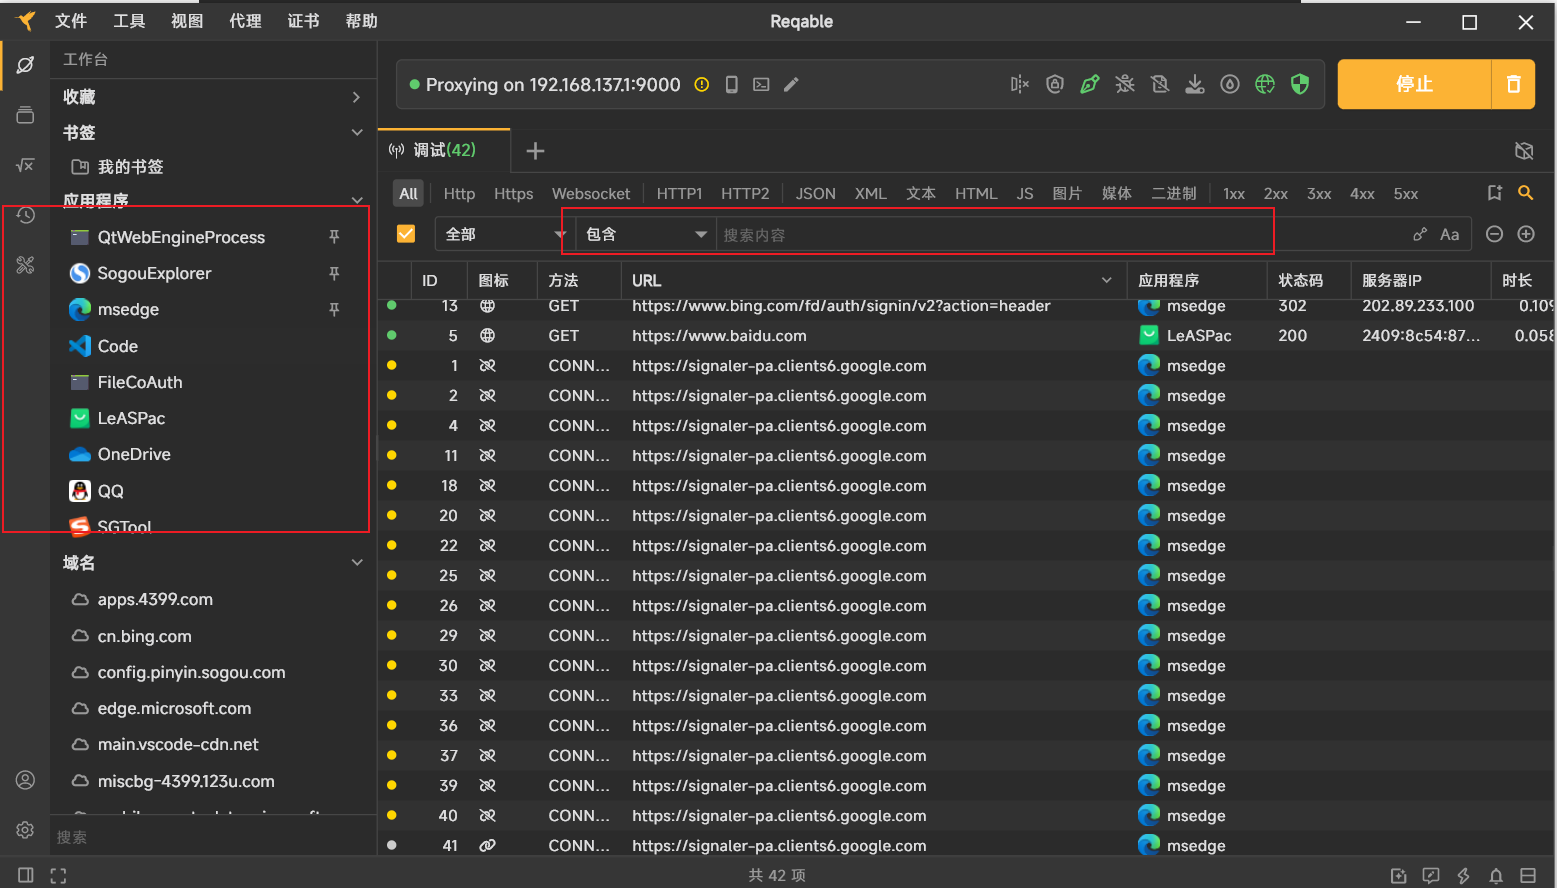 文件 工具 视图 代理 证书 帮助 Reqable
工作台
收藏
书签
我的书签
应用程序
QtWebEngineProcess
SogouExplorer
msedge
Code
FileCoAuth
LeASPac
OneDrive
QQ
SGTool
域名
apps.4399.com
cn.bing.com
config.pinyin.sogou.com
edge.microsoft.com
main.vscode-cdn.net
miscbg-4399.123u.com
搜索
Proxying on 192.168.137.1:9000 停止
调试(42)
All Http Https Websocket HTTP1 HTTP2 JSON XML 文本 HTML JS 图片 媒体 二进制 1xx 2xx 3xx 4xx 5xx
全部 包含 搜索内容 Aa
ID 图标 方法 URL 应用程序 状态码 服务器IP 时长
13 GET https://www.bing.com/fd/auth/signin/v2?action=header msedge 302 202.89.233.100 0.109
5 GET https://www.baidu.com LeASPac 200 2409:8c54:87... 0.058
1 CONN... https://signaler-pa.clients6.google.com msedge
2 CONN... https://signaler-pa.clients6.google.com msedge
4 CONN... https://signaler-pa.clients6.google.com msedge
11 CONN... https://signaler-pa.clients6.google.com msedge
18 CONN... https://signaler-pa.clients6.google.com msedge
20 CONN... https://signaler-pa.clients6.google.com msedge
22 CONN... https://signaler-pa.clients6.google.com msedge
25 CONN... https://signaler-pa.clients6.google.com msedge
26 CONN... https://signaler-pa.clients6.google.com msedge
29 CONN... https://signaler-pa.clients6.google.com msedge
30 CONN... https://signaler-pa.clients6.google.com msedge
33 CONN... https://signaler-pa.clients6.google.com msedge
36 CONN... https://signaler-pa.clients6.google.com msedge
37 CONN... https://signaler-pa.clients6.google.com msedge
39 CONN... https://signaler-pa.clients6.google.com msedge
40 CONN... https://signaler-pa.clients6.google.com msedge
41 CONN... https://signaler-pa.clients6.google.com msedge
共 42 项